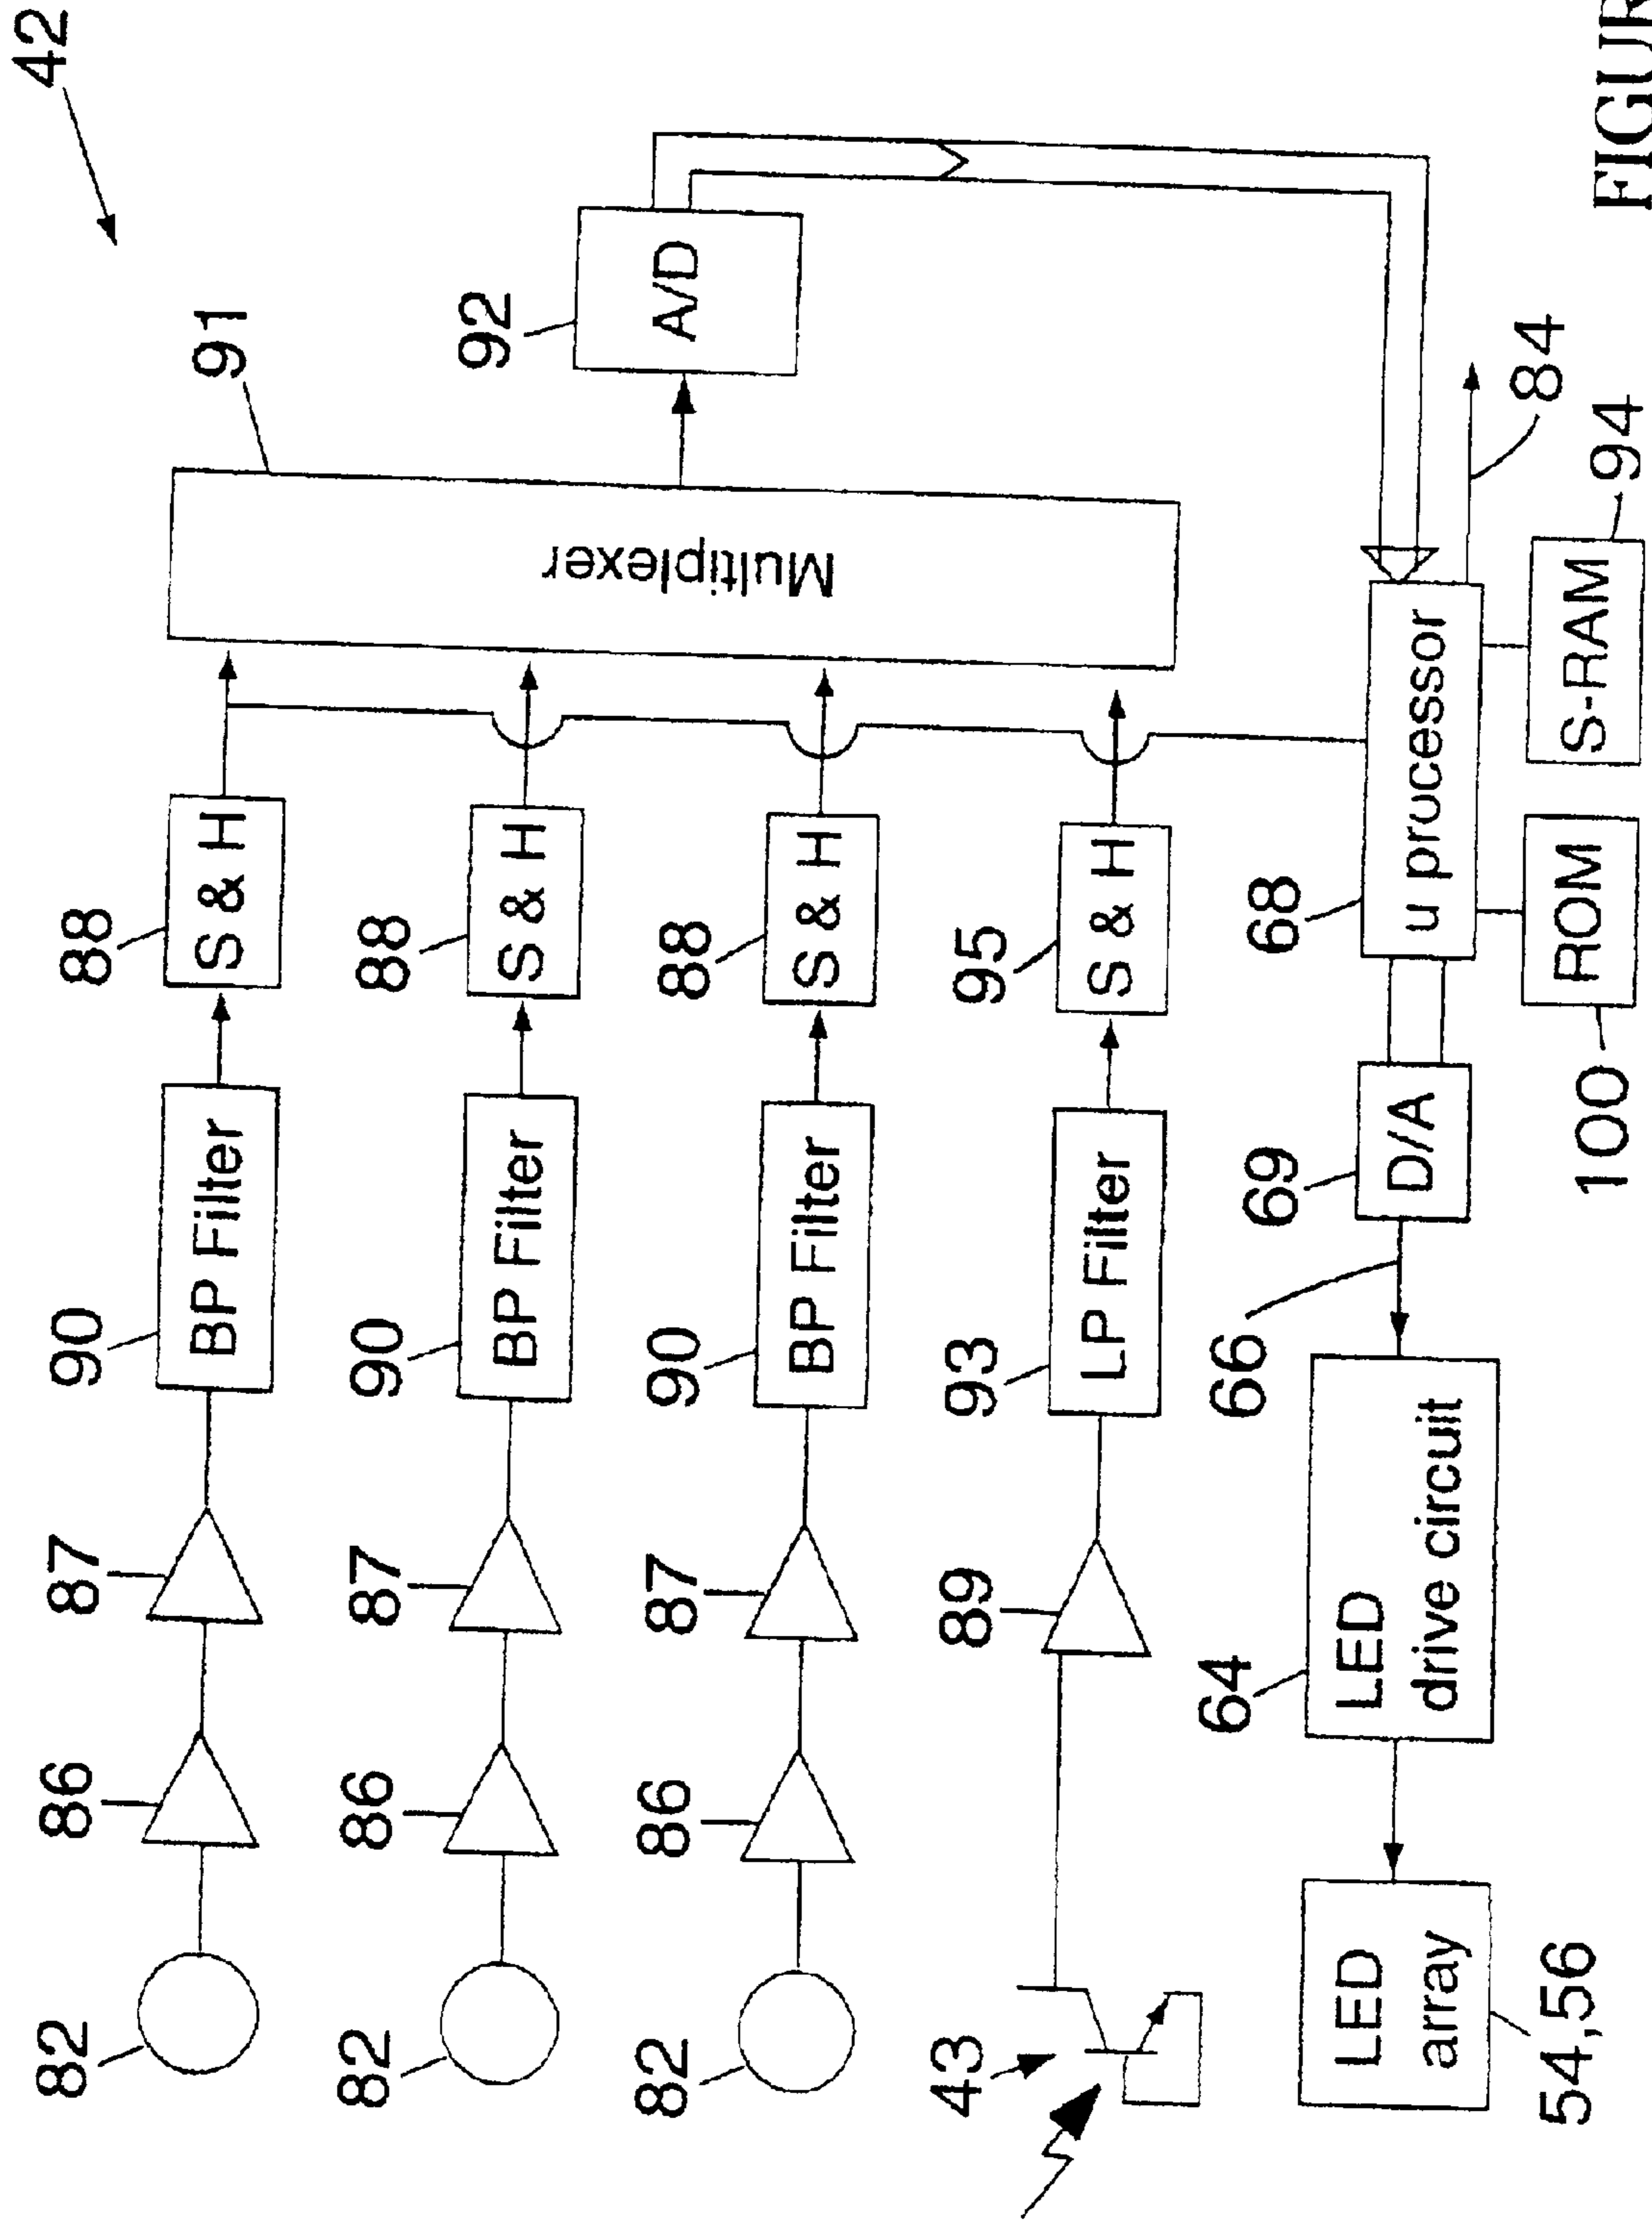 42
82
86
87
90
BP Filter
88
S & H
91
Multiplexer
92
A/D
82
86
87
90
BP Filter
88
S & H
82
86
87
90
BP Filter
88
S & H
43
89
93
LP Filter
95
S & H
LED
array
54,56
64
LED
drive circuit
66
69
D/A
68
u processor
84
100
ROM
S-RAM
94